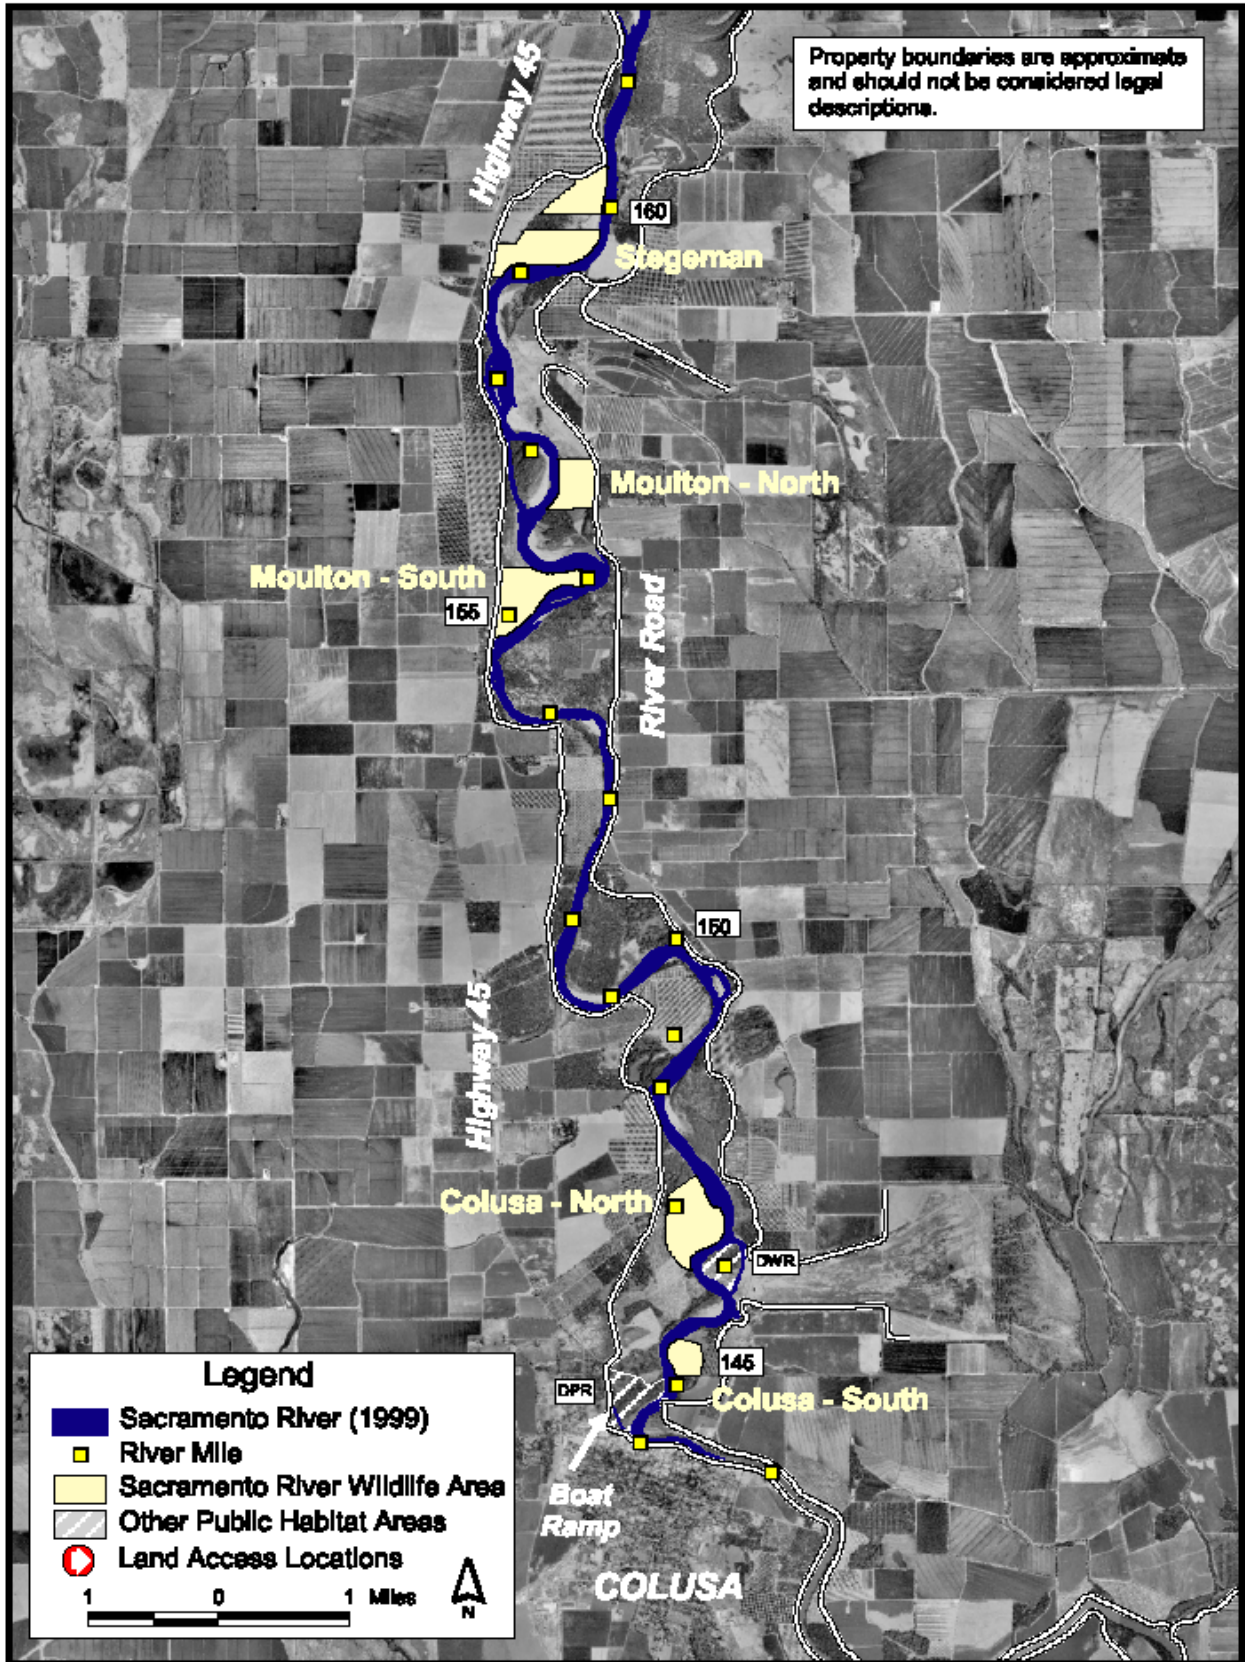 Property boundaries are approximate
and should not be considered legal
descriptions.
Highway 45
160
Stegeman
Moulton - North
Moulton - South
155
River Road
150
Highway 45
Colusa - North
DWR
145
DPR
Colusa - South
Boat
Ramp
COLUSA
Legend
Sacramento River (1999)
River Mile
Sacramento River Wildlife Area
Other Public Habitat Areas
Land Access Locations
1 0 1 Miles
N